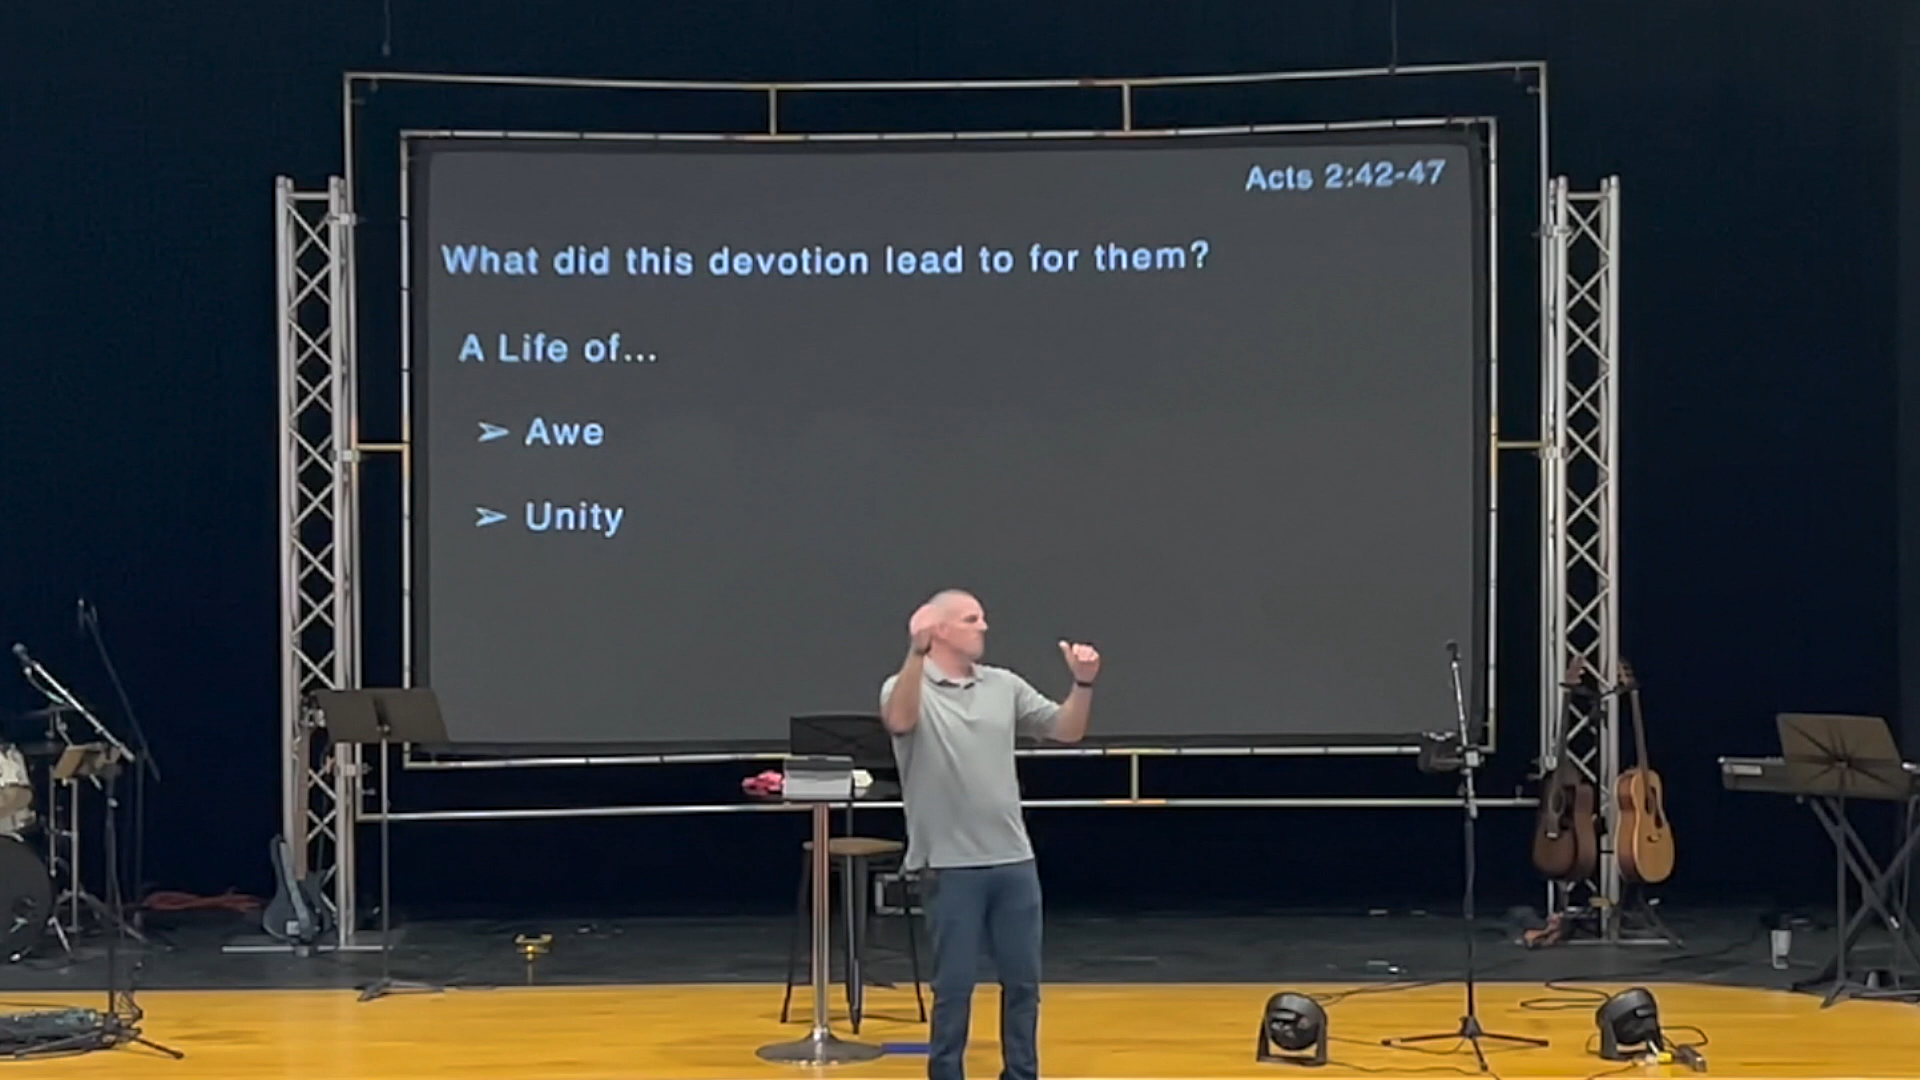 Acts 2:42-47
What did this devotion lead to for them?
A Life of...
➢ Awe
➢ Unity